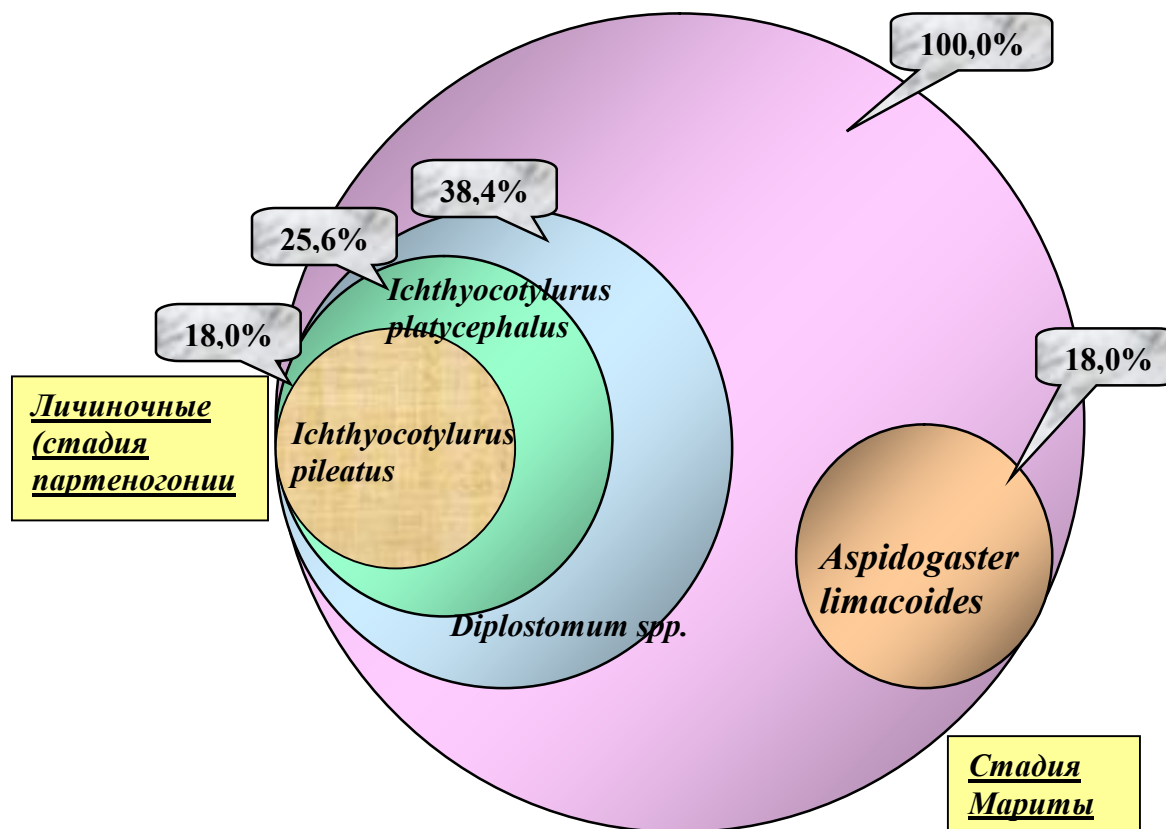 100,0%
38,4%
25,6%
Ichthyocotylurus
platycephalus
18,0%
18,0%
Личиночные
(стадия
партеногонии
Ichthyocotylurus
pileatus
Aspidogaster
limacoides
Diplostomum spp.
Стадия
Мариты